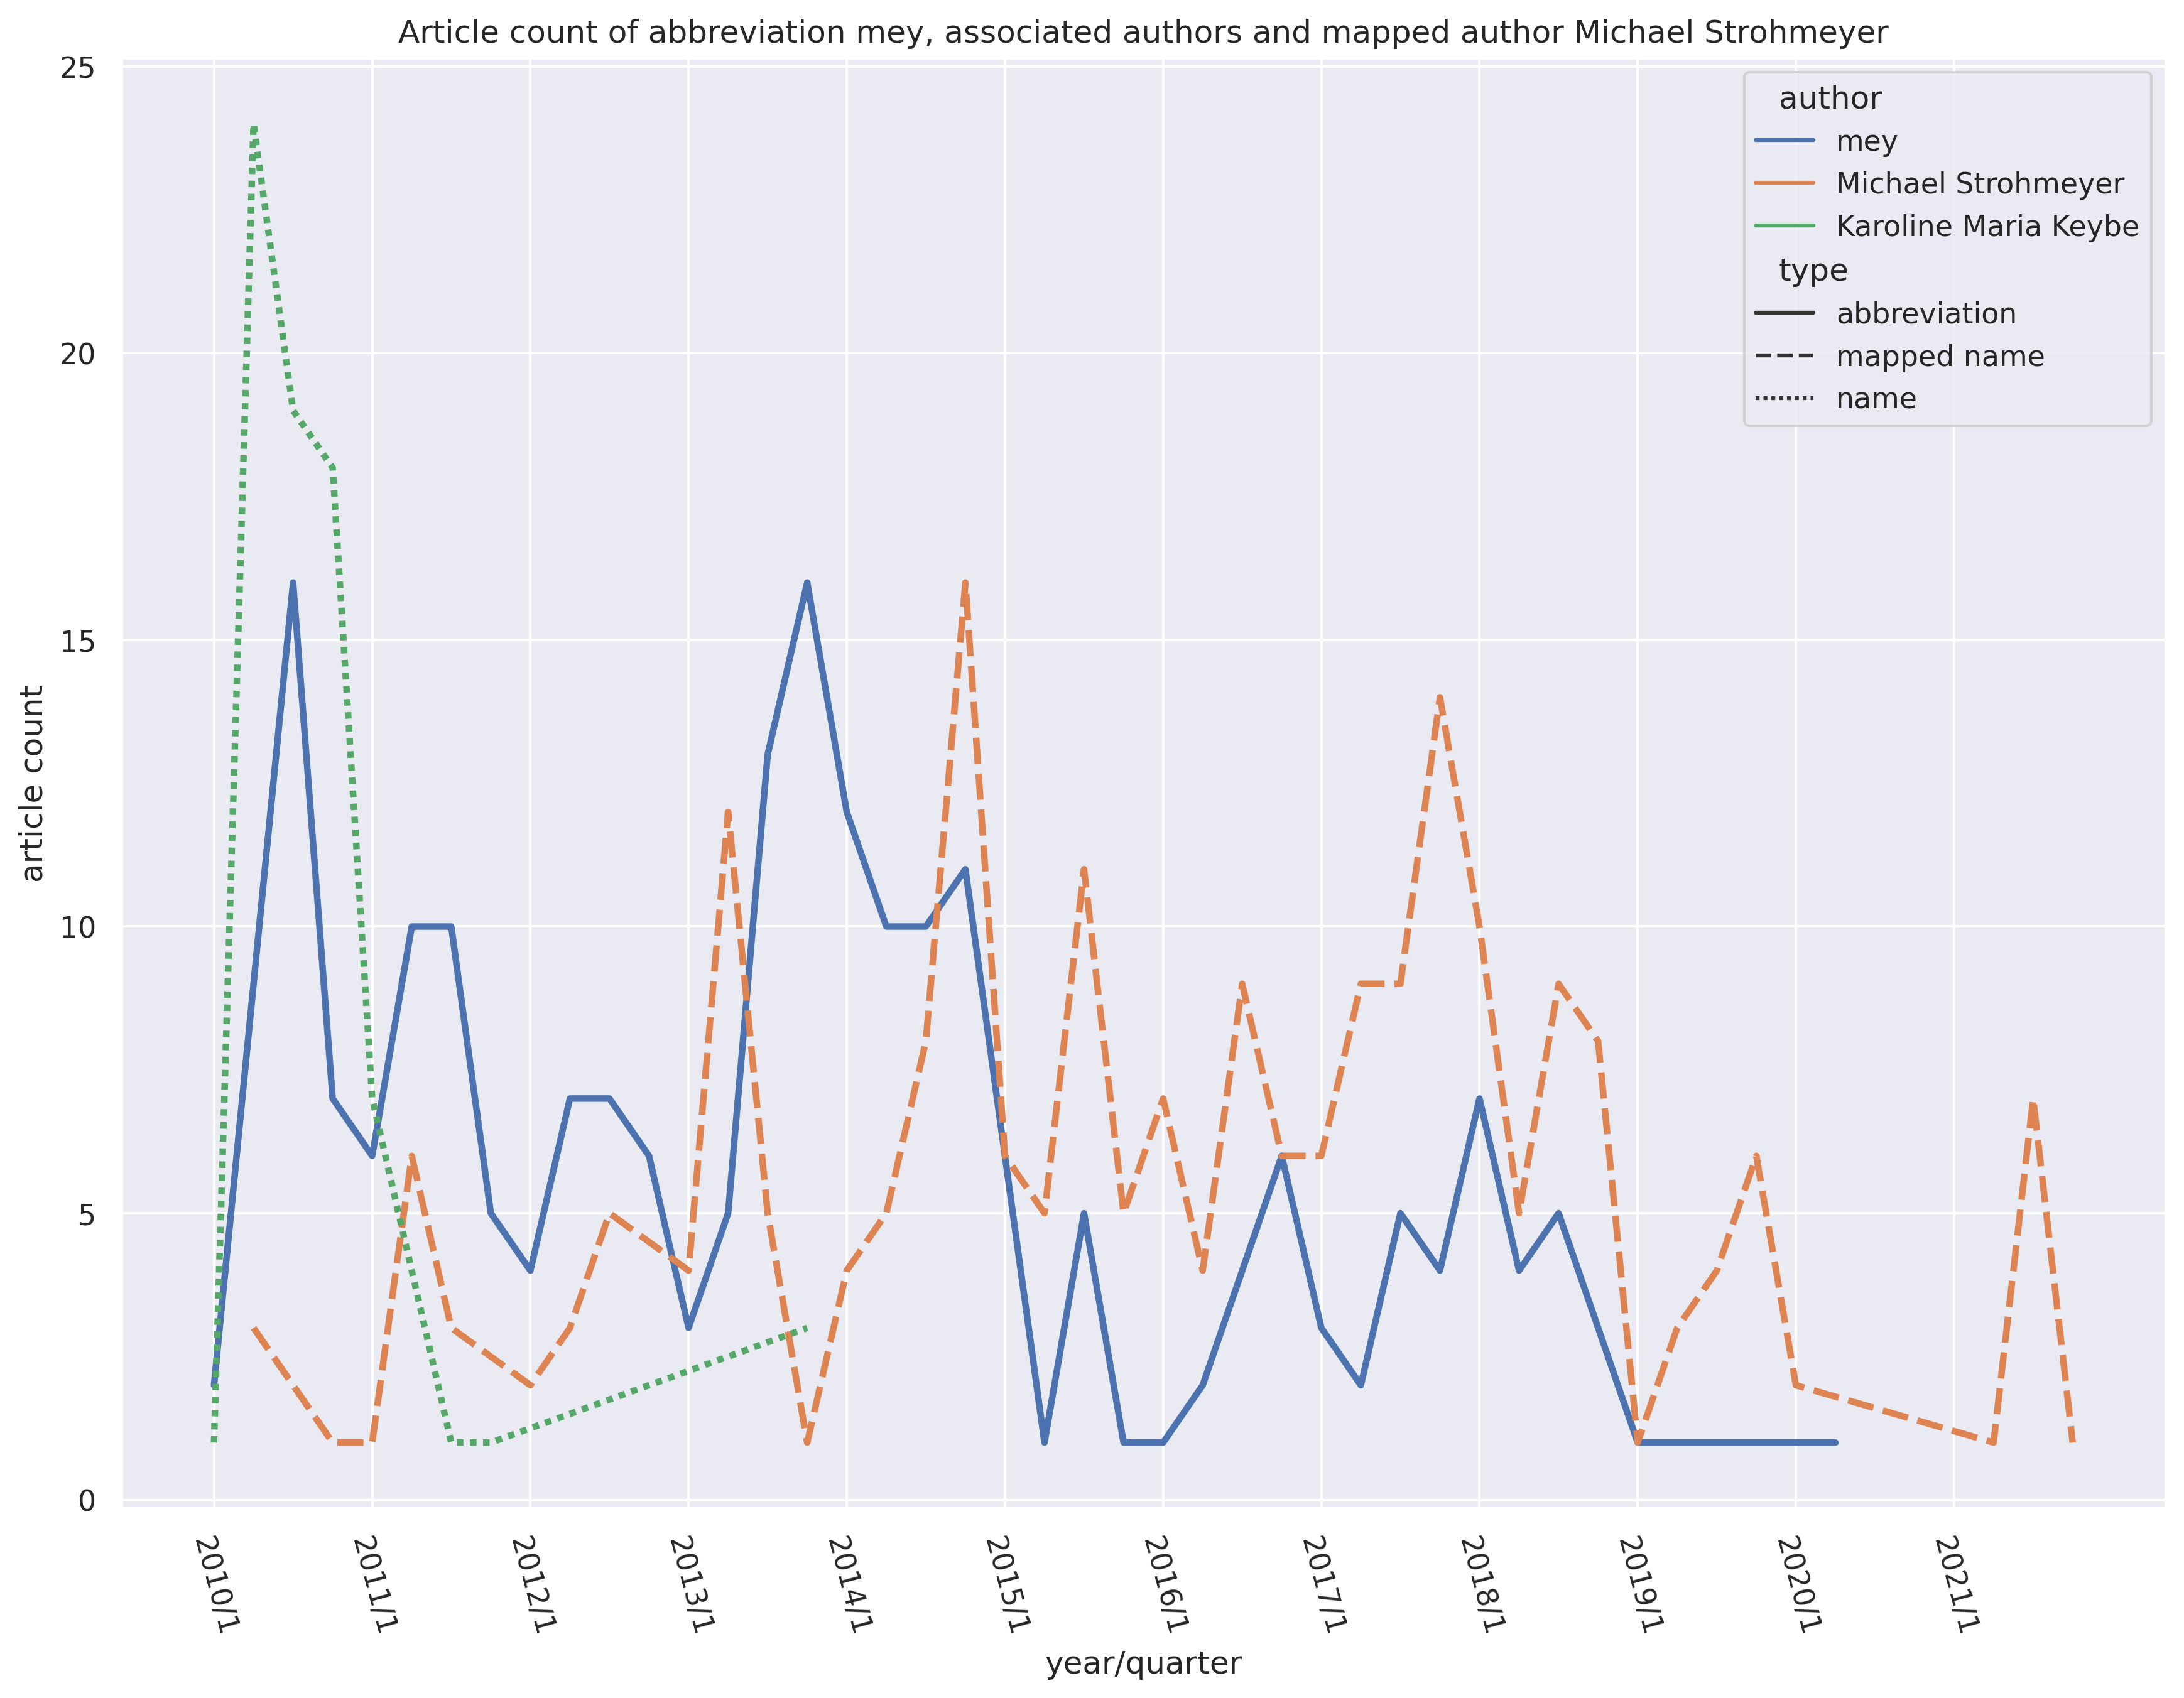 Article count of abbreviation mey, associated authors and mapped author Michael Strohmeyer
25
20
15
10
5
0
article count
author
mey
Michael Strohmeyer
Karoline Maria Keybe
type
abbreviation
mapped name
name
2010/1
2011/1
2012/1
2013/1
2014/1
2015/1
2016/1
2017/1
2018/1
2019/1
2020/1
2021/1
year/quarter